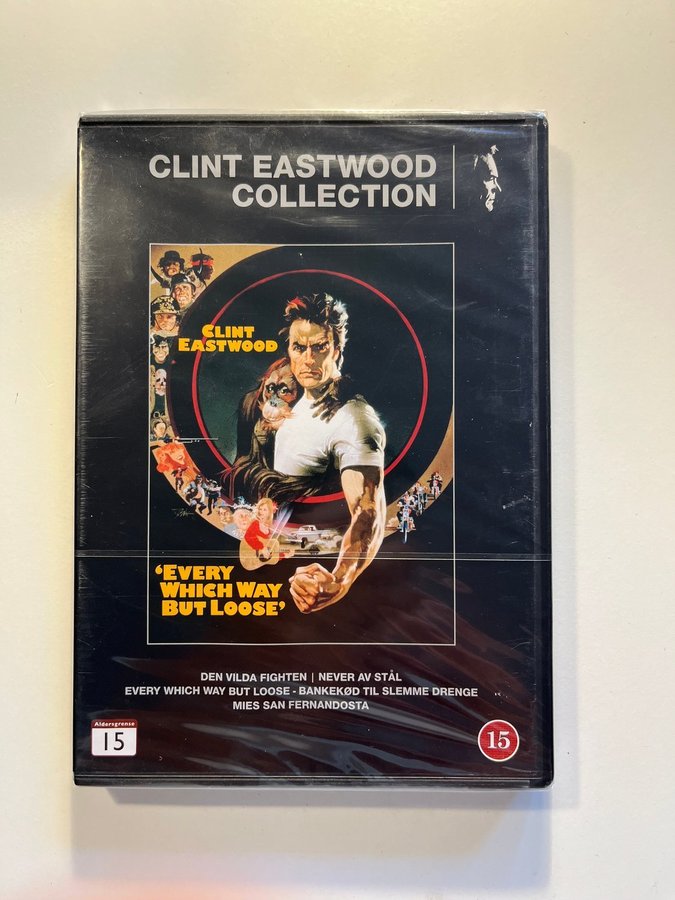 CLINT EASTWOOD
COLLECTION
CLINT
EASTWOOD
'EVERY
WHICH WAY
BUT LOOSE'
DEN VILDA FIGHTEN | NEVER AV STÅL
EVERY WHICH WAY BUT LOOSE - BANKEKØD TIL SLEMME DRENGE
MIES SAN FERNANDOSTA
Aldersgrense
15
15